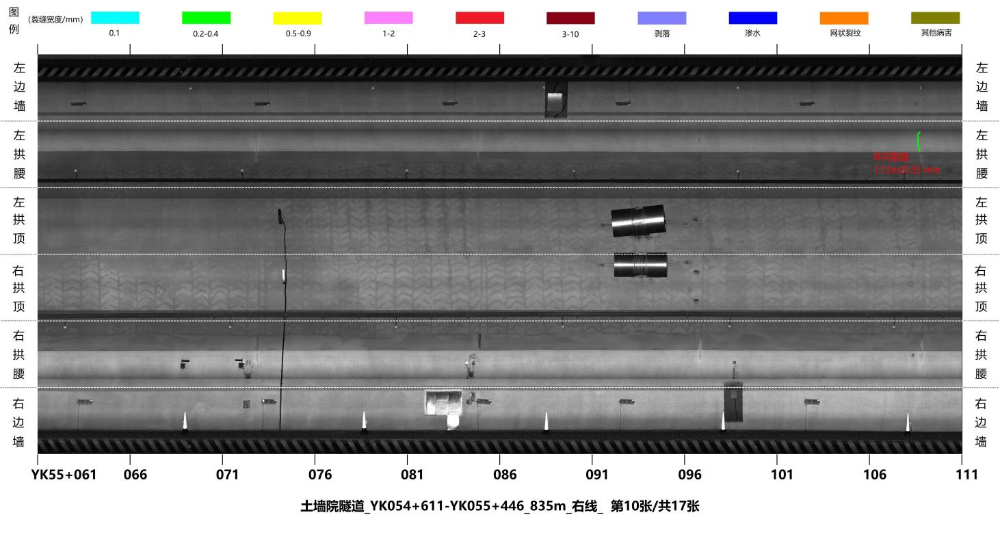 图例
(裂缝宽度/mm)
0.1
0.2-0.4
0.5-0.9
1-2
2-3
3-10
剥落
渗水
网状裂纹
其他病害
左边墙
左边墙
左拱腰
左拱腰
环向裂缝
1.13m/0.35 mm
左拱顶
左拱顶
右拱顶
右拱顶
右拱腰
右拱腰
右边墙
右边墙
YK55+061
066
071
076
081
086
091
096
101
106
111
土墙院隧道_YK054+611-YK055+446_835m_右线_ 第10张/共17张